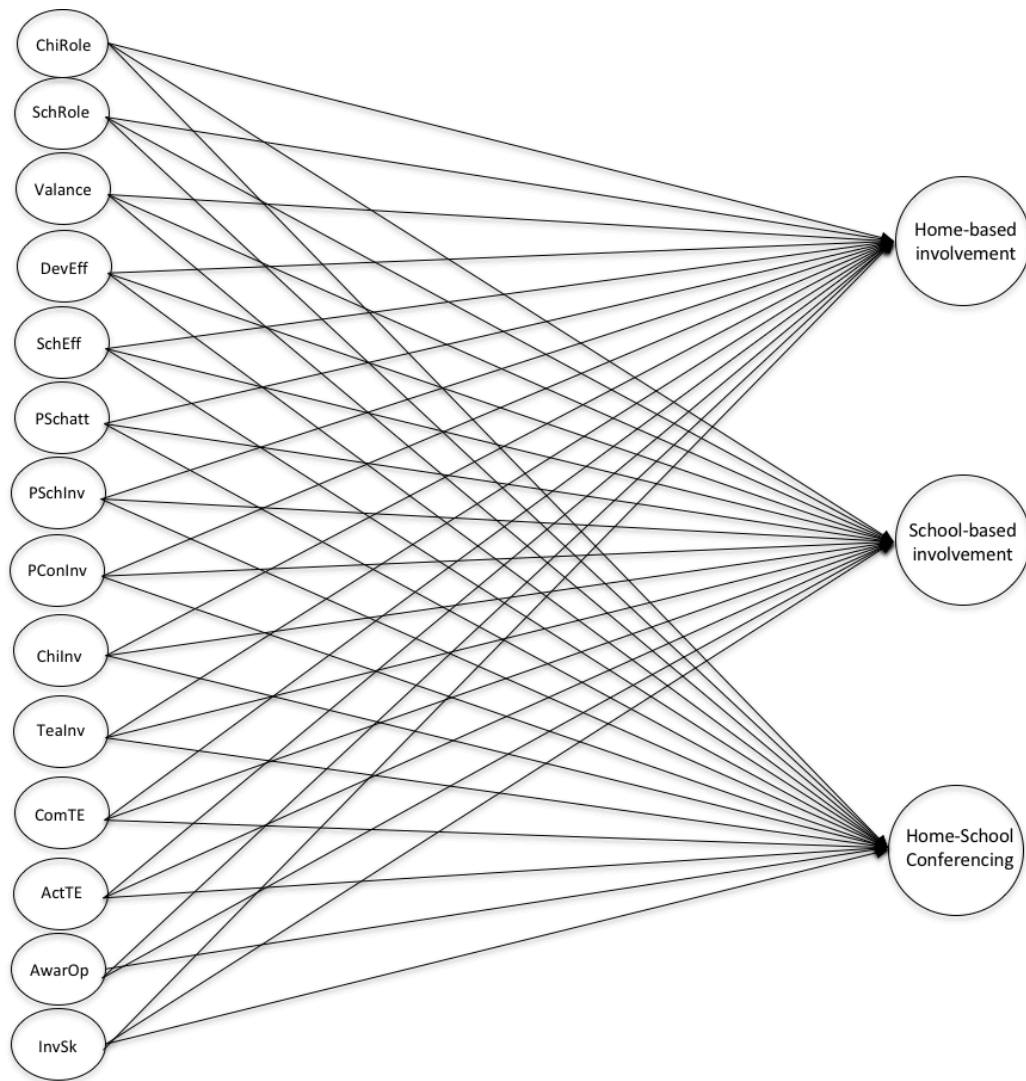 ChiRole
SchRole
Valance
DevEff
SchEff
PSchatt
PSchInv
PConInv
ChiInv
TeaInv
ComTE
ActTE
AwarOp
InvSk
Home-based
involvement
School-based
involvement
Home-School
Conferencing